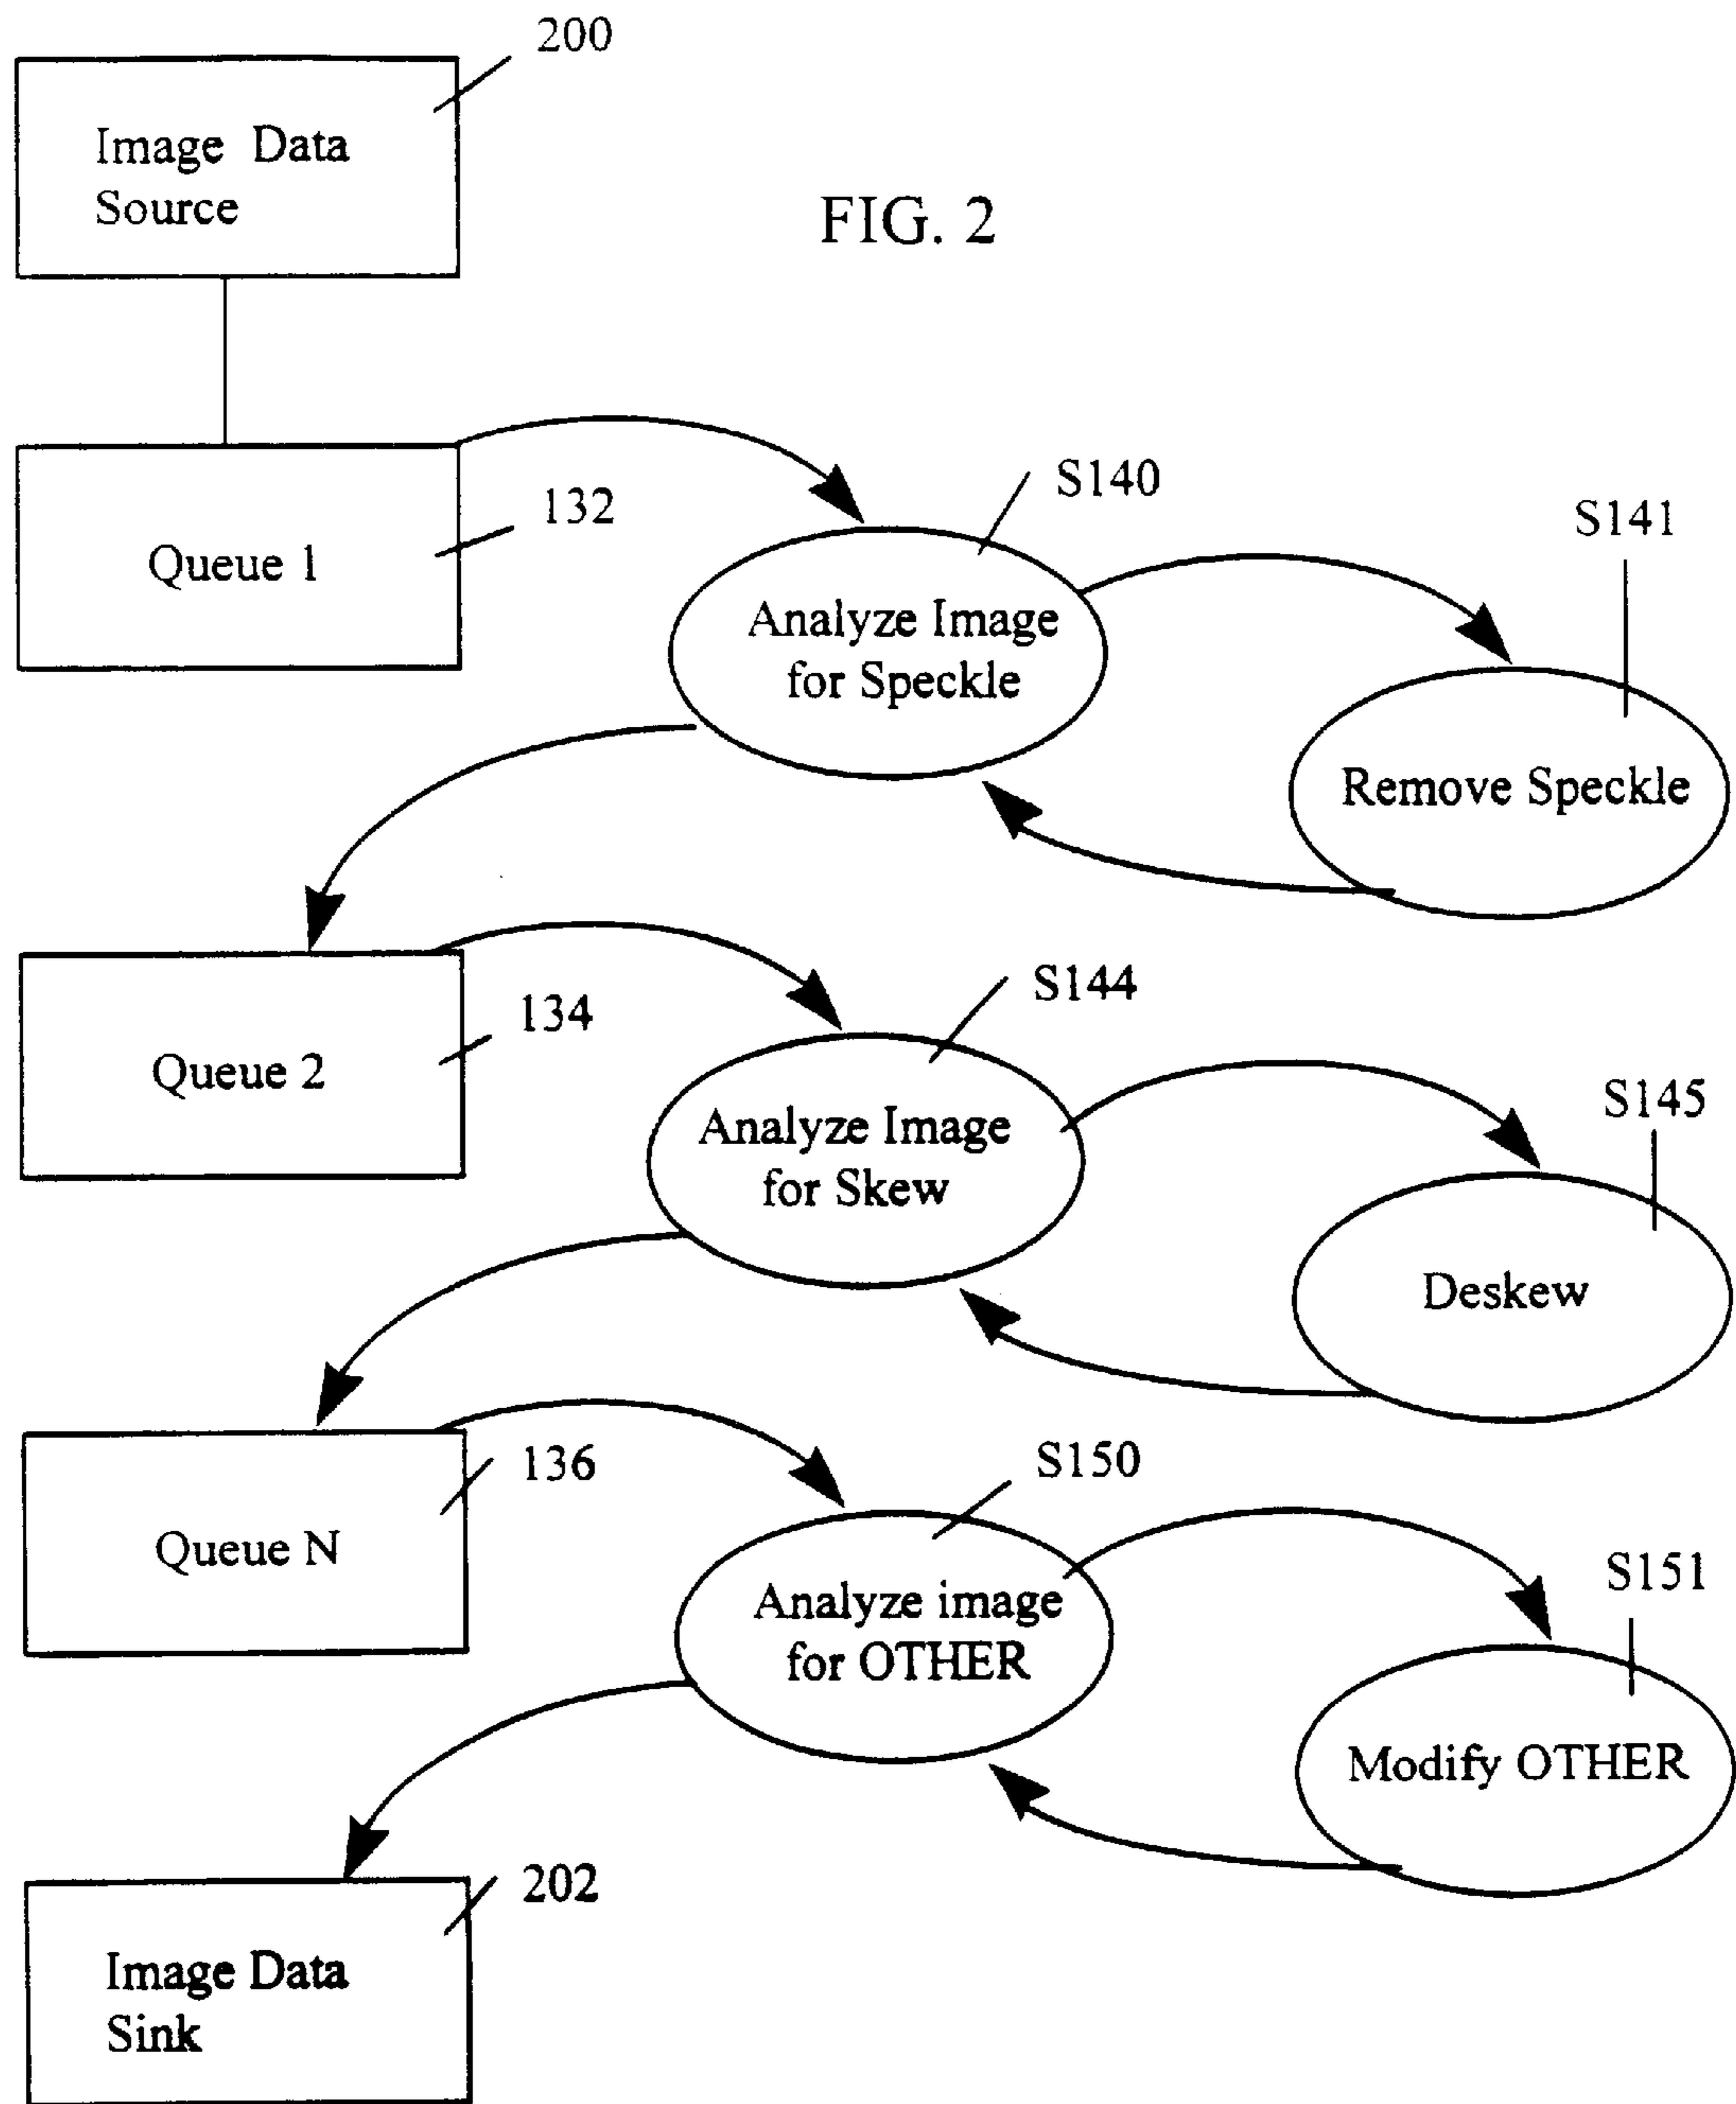 200
Image Data
Source
FIG. 2
132
Queue 1
S140
Analyze Image
for Speckle
S141
Remove Speckle
134
Queue 2
S144
Analyze Image
for Skew
S145
Deskew
136
Queue N
S150
Analyze image
for OTHER
S151
Modify OTHER
202
Image Data
Sink